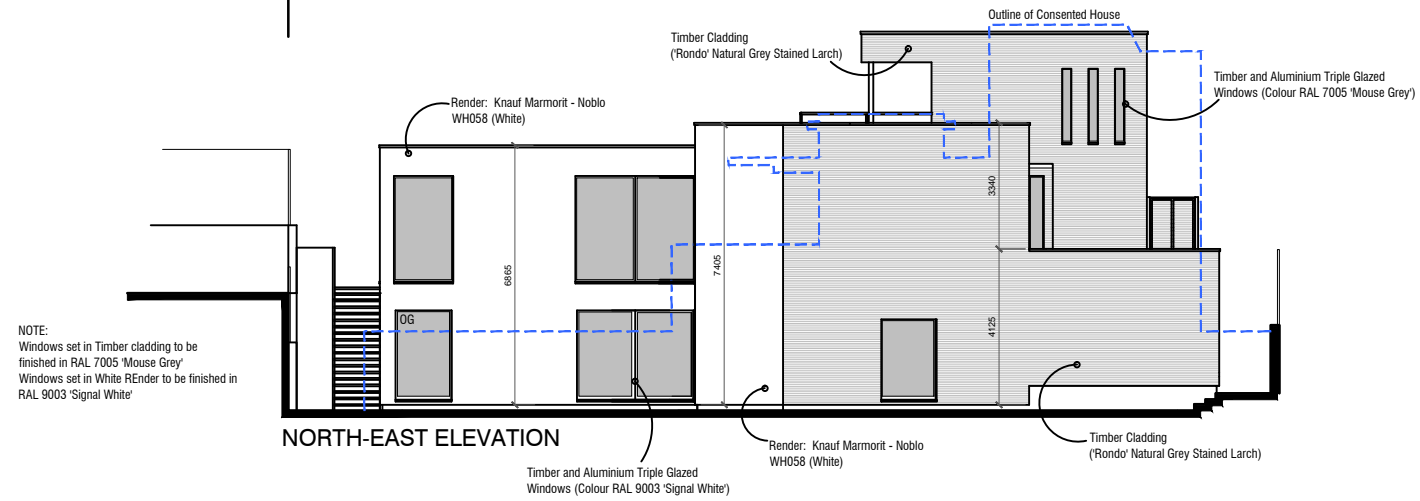 Outline of Consented House
Timber Cladding
('Rondo' Natural Grey Stained Larch)
Timber and Aluminium Triple Glazed
Windows (Colour RAL 7005 'Mouse Grey')
Render: Knauf Marmorit - Noblo
WH058 (White)
3340
6865
7405
4125
OG
NOTE:
Windows set in Timber cladding to be
finished in RAL 7005 'Mouse Grey'
Windows set in White REnder to be finished in
RAL 9003 'Signal White'
NORTH-EAST ELEVATION
Render: Knauf Marmorit - Noblo
WH058 (White)
Timber Cladding
('Rondo' Natural Grey Stained Larch)
Timber and Aluminium Triple Glazed
Windows (Colour RAL 9003 'Signal White')